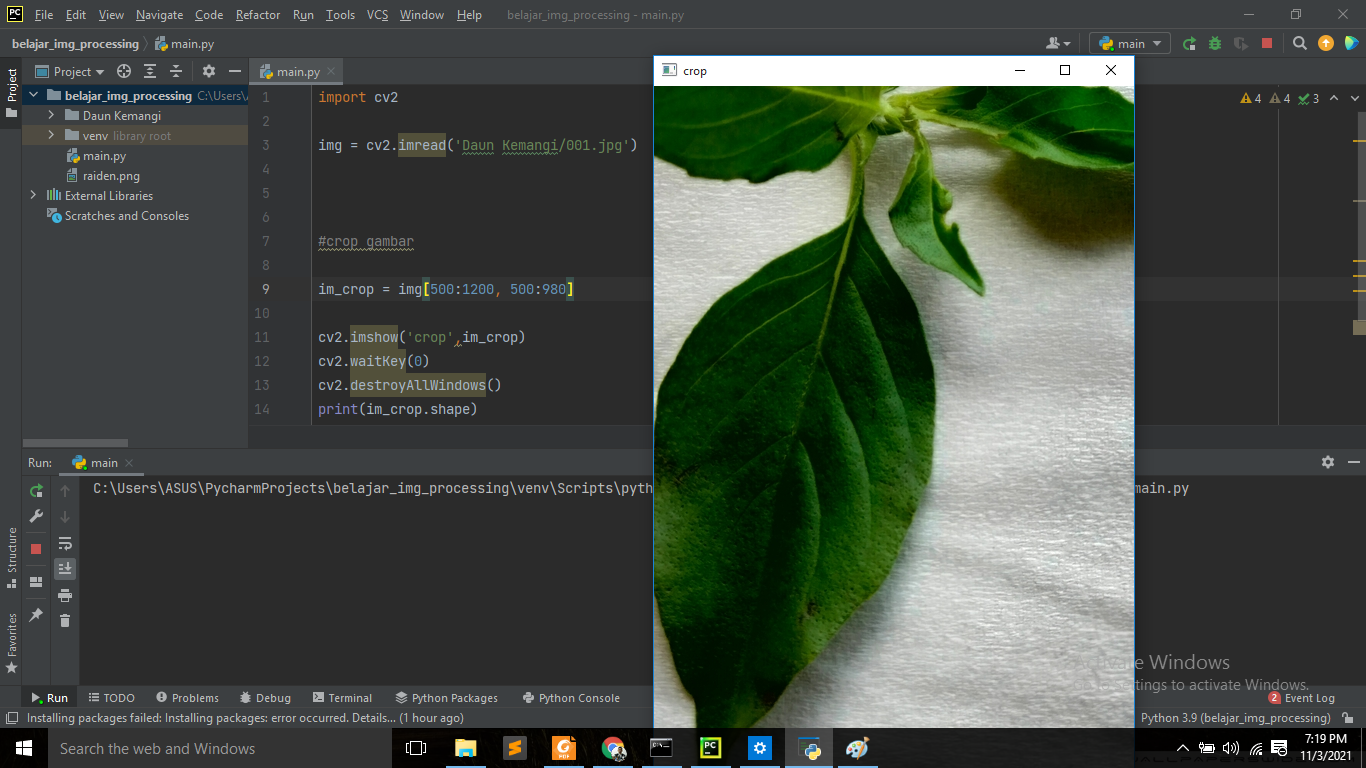 File Edit View Navigate Code Refactor Run Tools VCS Window Help belajar_img_processing - main.py
belajar_img_processing main.py main
Project main.py
crop
belajar_img_processing C:\Users\
Daun Kemangi
venv library root
main.py
raiden.png
External Libraries
Scratches and Consoles
Project
Structure
Favorites
1 import cv2
2
3 img = cv2.imread('Daun Kemangi/001.jpg')
4
5
6
7 #crop gambar
8
9 im_crop = img[500:1200, 500:980]
10
11 cv2.imshow('crop',im_crop)
12 cv2.waitKey(0)
13 cv2.destroyAllWindows()
14 print(im_crop.shape)
4 4 3
Run: main
C:\Users\ASUS\PycharmProjects\belajar_img_processing\venv\Scripts\pyth main.py
Windows
to activate Windows.
Run TODO Problems Debug Terminal Python Packages Python Console 2 Event Log
Installing packages failed: Installing packages: error occurred. Details... (1 hour ago) Python 3.9 (belajar_img_processing)
Search the web and Windows
7:19 PM
11/3/2021